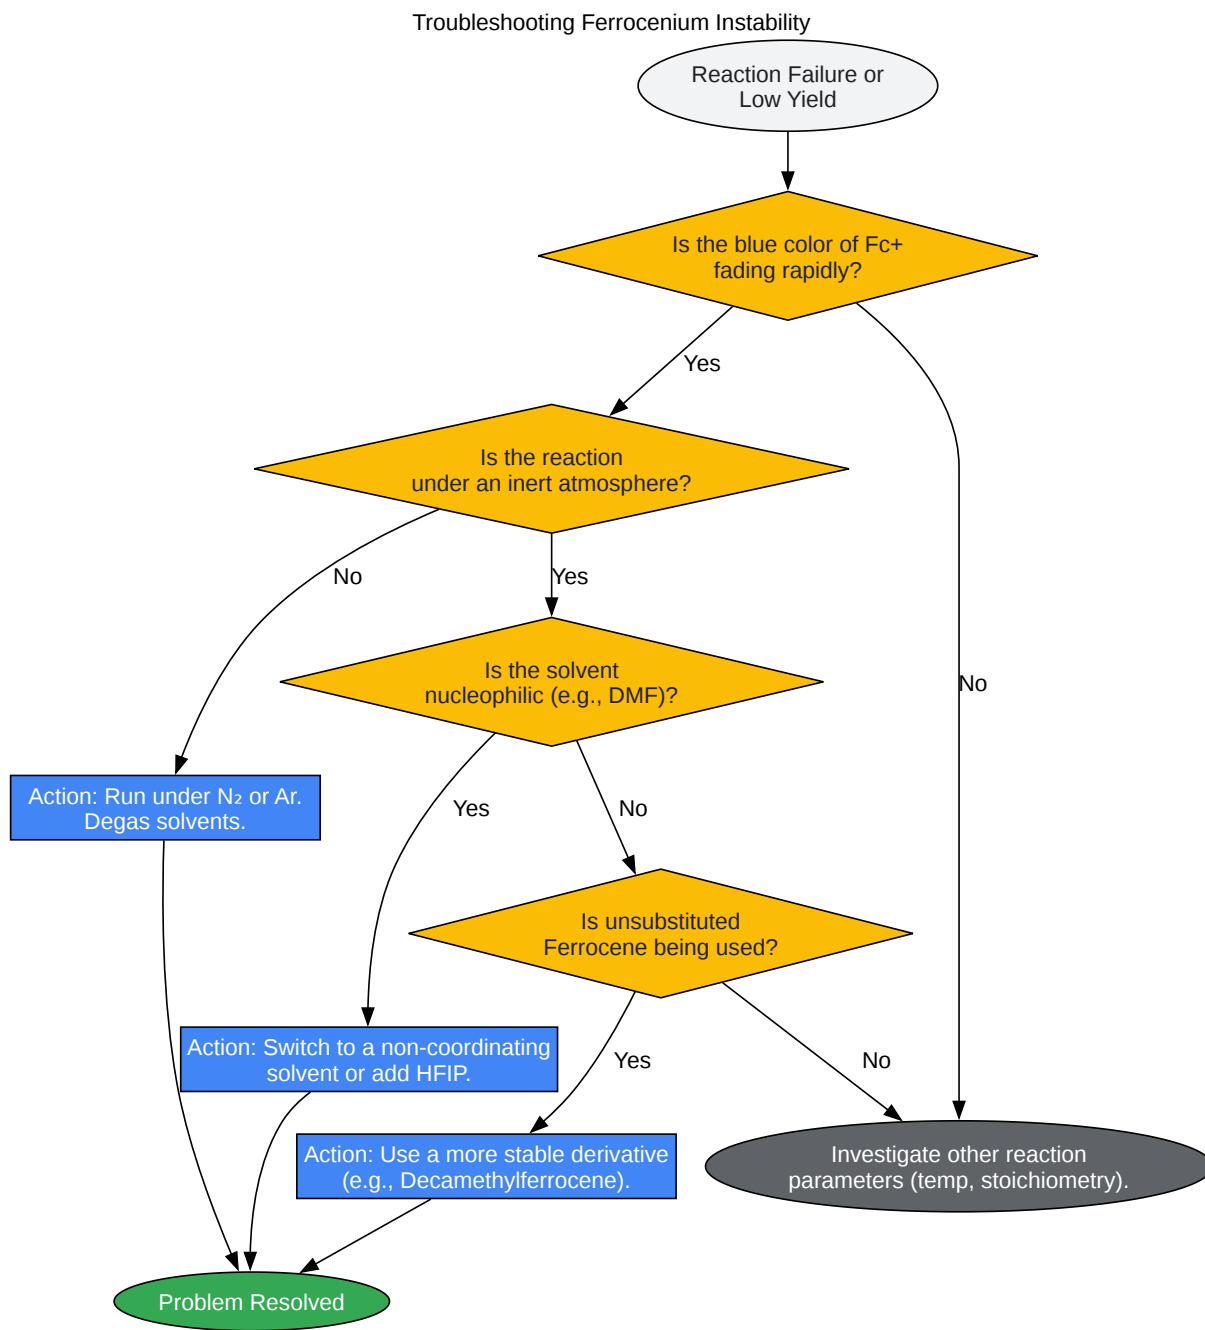 Troubleshooting Ferrocenium Instability
Reaction Failure or
Low Yield
Is the blue color of Fc+
fading rapidly?
Yes
Is the reaction
under an inert atmosphere?
No
Yes
Is the solvent
nucleophilic (e.g., DMF)?
No
Action: Run under N₂ or Ar.
Degas solvents.
Yes
No
Is unsubstituted
Ferrocene being used?
Action: Switch to a non-coordinating
solvent or add HFIP.
Yes
No
Action: Use a more stable derivative
(e.g., Decamethylferrocene).
Investigate other reaction
parameters (temp, stoichiometry).
Problem Resolved